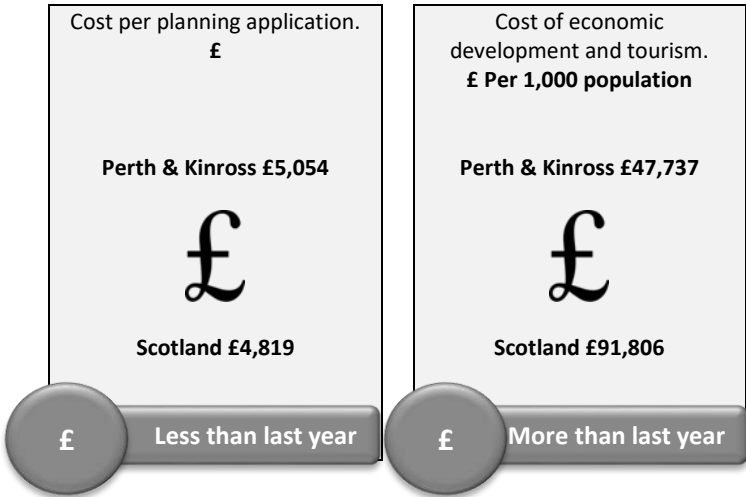 Cost per planning application.
£
Perth & Kinross £5,054
£
Scotland £4,819
£
Less than last year
Cost of economic
development and tourism.
£ Per 1,000 population
Perth & Kinross £47,737
£
Scotland £91,806
£
More than last year